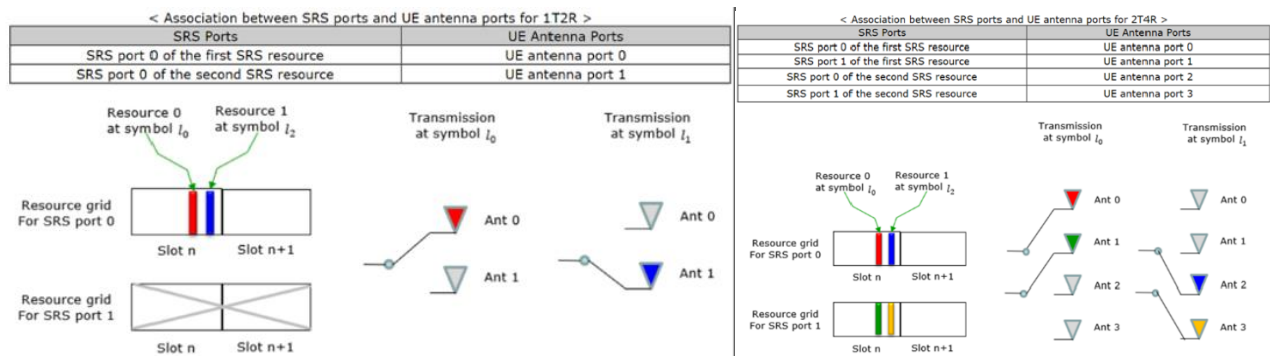 < Association between SRS ports and UE antenna ports for 1T2R >
SRS Ports UE Antenna Ports
SRS port 0 of the first SRS resource UE antenna port 0
SRS port 0 of the second SRS resource UE antenna port 1
Resource 0 at symbol l0
Resource 1 at symbol l2
Transmission at symbol l0
Transmission at symbol l1
Resource grid
For SRS port 0
Slot n Slot n+1
Ant 0
Ant 1
Ant 0
Ant 1
Resource grid
For SRS port 1
Slot n Slot n+1
< Association between SRS ports and UE antenna ports for 2T4R >
SRS Ports UE Antenna Ports
SRS port 0 of the first SRS resource UE antenna port 0
SRS port 1 of the first SRS resource UE antenna port 1
SRS port 0 of the second SRS resource UE antenna port 2
SRS port 1 of the second SRS resource UE antenna port 3
Transmission at symbol l0
Transmission at symbol l1
Resource 0 at symbol l0
Resource 1 at symbol l2
Resource grid
For SRS port 0
Slot n Slot n+1
Resource grid
For SRS port 1
Slot n Slot n+1
Ant 0
Ant 1
Ant 2
Ant 3
Ant 0
Ant 1
Ant 2
Ant 3